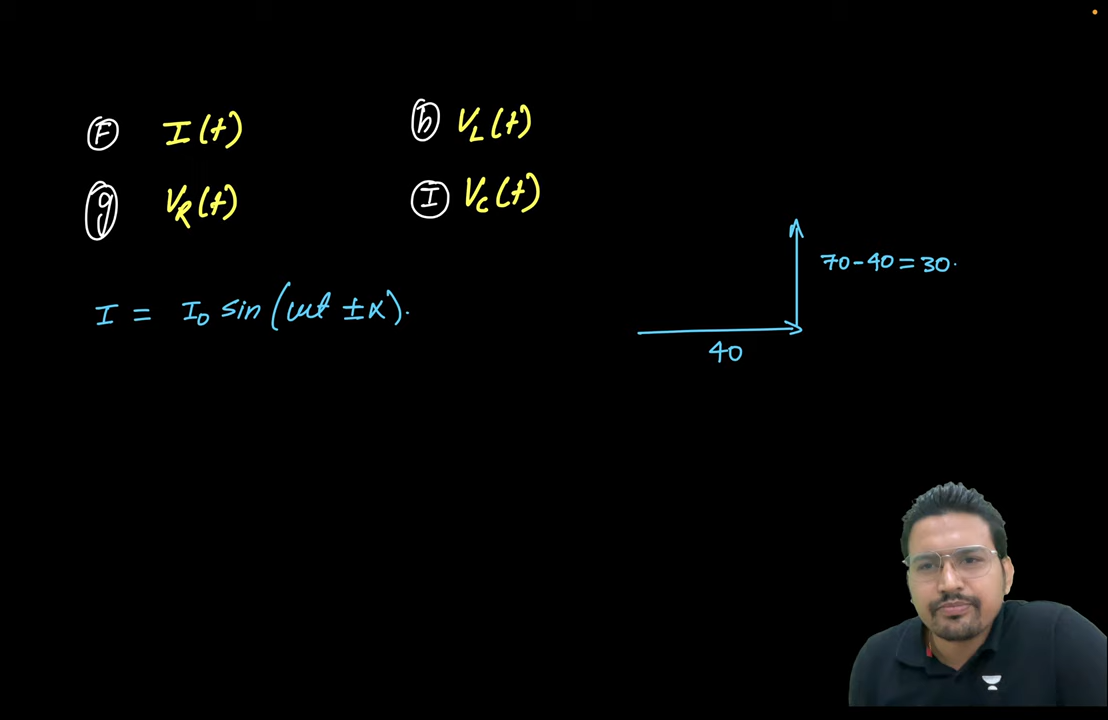 F I(t)
h V_L(t)
g V_R(t)
I V_C(t)
I = I₀ sin(ωt ± α).
70-40=30.
40